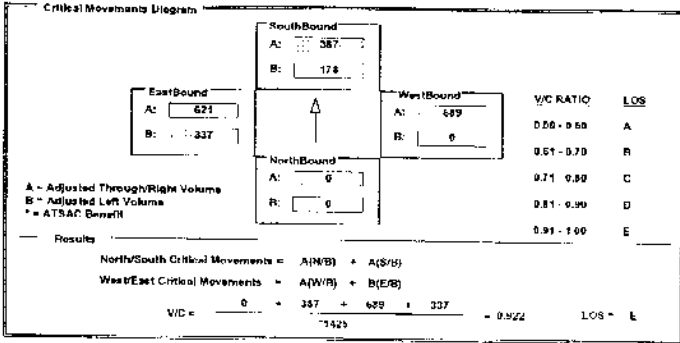 Critical Movements Diagram
SouthBound
A: 387
B: 178
EastBound
A: 621
B: 337
WestBound
A: 689
B: 0
NorthBound
A: 0
B: 0
V/C RATIO LOS
0.00 - 0.60 A
0.61 - 0.70 B
0.71 - 0.80 C
0.81 - 0.90 D
0.91 - 1.00 E
A = Adjusted Through/Right Volume
B = Adjusted Left Volume
* = ATSAC Benefit
Results
North/South Critical Movements = A(N/B) + A(S/B)
West/East Critical Movements = A(W/B) + B(E/B)
V/C = 0 + 387 + 689 + 337 = 0.922 LOS = E
*1425